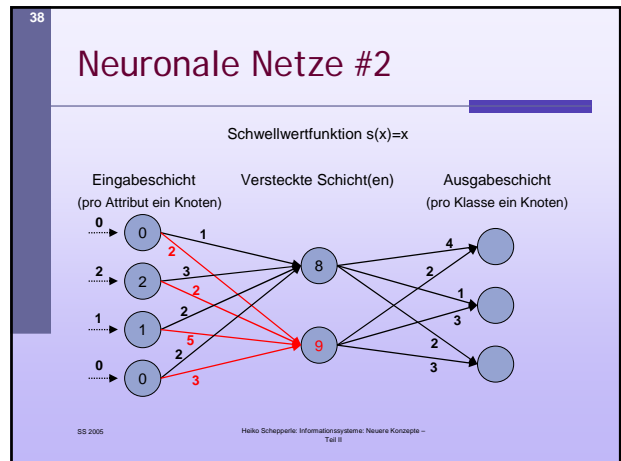 38
Neuronale Netze #2
Schwellwertfunktion s(x)=x
Eingabeschicht Versteckte Schicht(en) Ausgabeschicht
(pro Attribut ein Knoten) (pro Klasse ein Knoten)
0 0 1 4
2
2 2 3 8 2
2 1
1 1 2 3
5 9 2
0 0 2 3
3
SS 2005
Heiko Schepperle: Informationssysteme: Neuere Konzepte –
Teil II